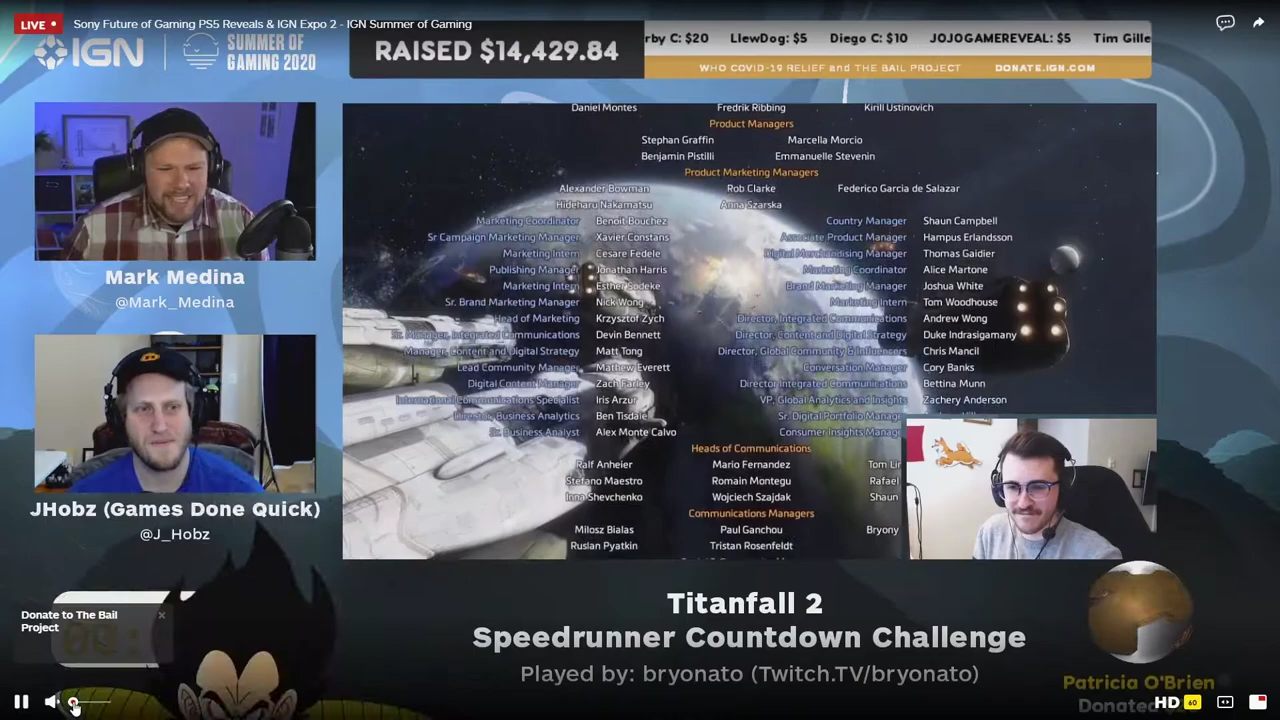 LIVE
Sony Future of Gaming PS5 Reveals & IGN Expo 2 - IGN Summer of Gaming
IGN
SUMMER OF
GAMING 2020
RAISED $14,429.84
rby C: $20 LlewDog: $5 Diego C: $10 JOJOGAMEREVEAL: $5 Tim Gille
WHO COVID-19 RELIEF and THE BAIL PROJECT DONATE.IGN.COM
Mark Medina
@Mark_Medina
JHobz (Games Done Quick)
@J_Hobz
Daniel Montes Fredrik Ribbing Kirill Ustinovich
Product Managers
Stephan Graffin Marcella Morcio
Benjamin Pistilli Emmanuelle Stevenin
Product Marketing Managers
Alexander Bowman Rob Clarke Federico Garcia de Salazar
Hideharu Nakamatsu Anna Szarska
Marketing Coordinator Benoit Bouchez Country Manager Shaun Campbell
Sr Campaign Marketing Manager Xavier Constans Associate Product Manager Hampus Erlandsson
Marketing Intern Cesare Fedele Digital Merchandising Manager Thomas Gaidier
Publishing Manager Jonathan Harris Marketing Coordinator Alice Martone
Marketing Intern Esther Sodeke Brand Marketing Manager Joshua White
Sr. Brand Marketing Manager Nick Wong Marketing Intern Tom Woodhouse
Head of Marketing Krzysztof Zych Director, Integrated Communications Andrew Wong
Sr. Manager, Integrated Communications Devin Bennett Director, Content and Digital Strategy Duke Indrasigamany
Manager, Content and Digital Strategy Matt Tong Director, Global Community & Influencers Chris Mancil
Lead Community Manager Mathew Everett Conversation Manager Cory Banks
Digital Content Manager Zach Farley Director Integrated Communications Bettina Munn
International Communications Specialist Iris Arzur VP, Global Analytics and Insights Zachery Anderson
Director, Business Analytics Ben Tisdale Sr. Digital Portfolio Manage
Sr. Business Analyst Alex Monte Calvo Consumer Insights Manage
Heads of Communications
Ralf Anheier Mario Fernandez Tom Lir
Stefano Maestro Romain Montegu Rafael
Inna Shevchenko Wojciech Szajdak Shaun
Communications Managers
Milosz Bialas Paul Ganchou Bryony
Ruslan Pyatkin Tristan Rosenfeldt
Donate to The Bail
Project
Titanfall 2
Speedrunner Countdown Challenge
Played by: bryonato (Twitch.TV/bryonato)
Patricia O'Brien
Donated
HD 60